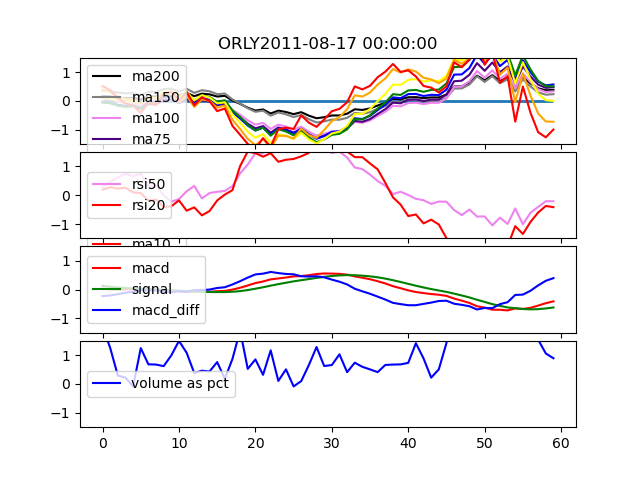 ORLY2011-08-17 00:00:00
1
0
−1
ma200
ma150
ma100
ma75
1
0
−1
rsi50
rsi20
ma10
1
0
−1
macd
signal
macd_diff
1
0
−1
volume as pct
0 10 20 30 40 50 60